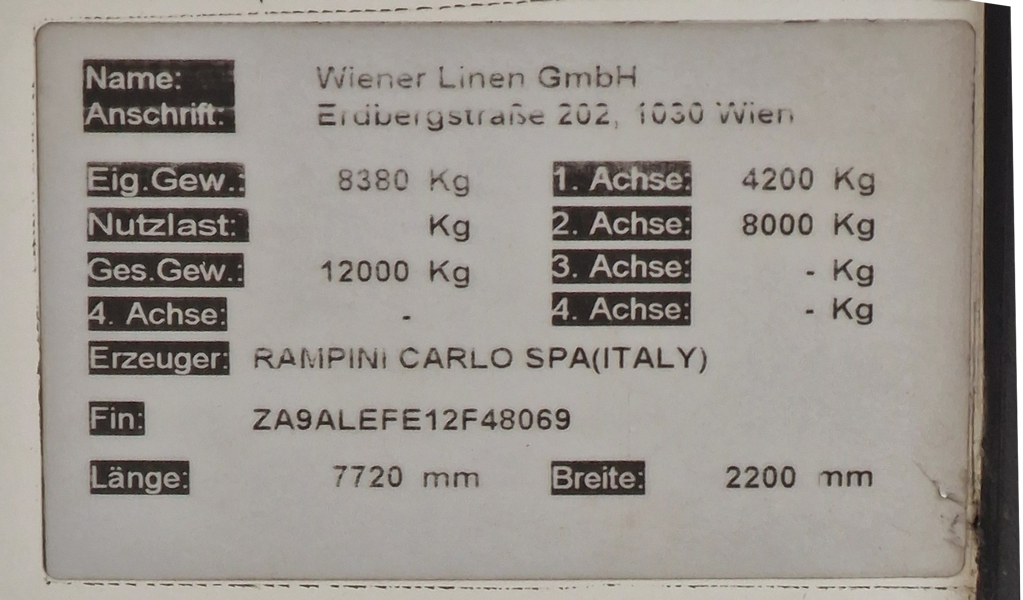 Name: Wiener Linen GmbH
Anschrift: Erdbergstraße 202, 1030 Wien
Eig.Gew.: 8380 Kg 1. Achse: 4200 Kg
Nutzlast: Kg 2. Achse: 8000 Kg
Ges.Gew.: 12000 Kg 3. Achse: - Kg
4. Achse: - 4. Achse: - Kg
Erzeuger: RAMPINI CARLO SPA(ITALY)
Fin: ZA9ALEFE12F48069
Länge: 7720 mm Breite: 2200 mm